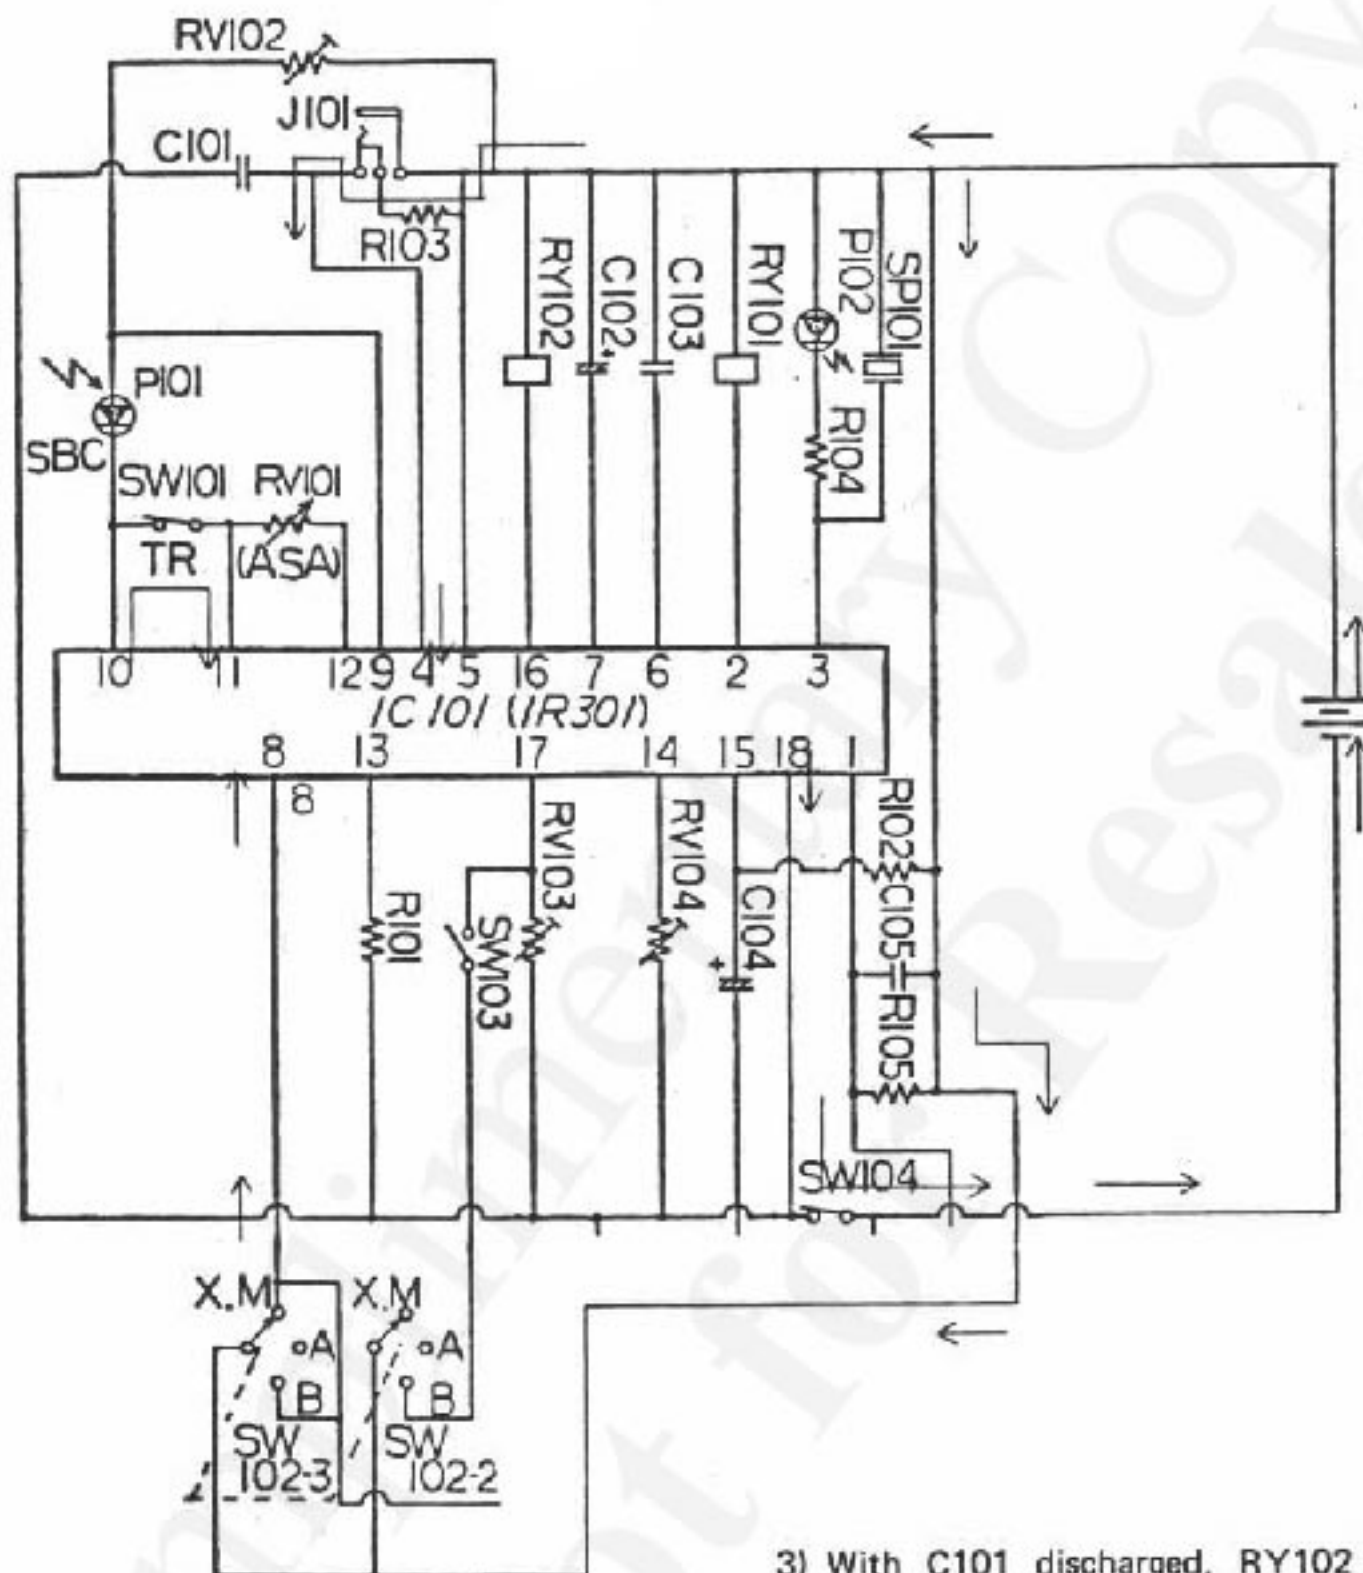 RV102
J101
C101
R103
RY102
C102
+
C103
RY101
P102
SP101
R104
P101
SBC
SW101 RV101
TR (ASA)
10 11 12 9 4 5 16 7 6 2 3
IC101 (IR301)
8 13 17 14 15 18 1
8
R101
SW103
RV103
RV104
+
C104
R102
C105
R105
SW104
X.M X.M
A A
B B
SW SW
102-3 102-2
3) With C101 discharged, RY102